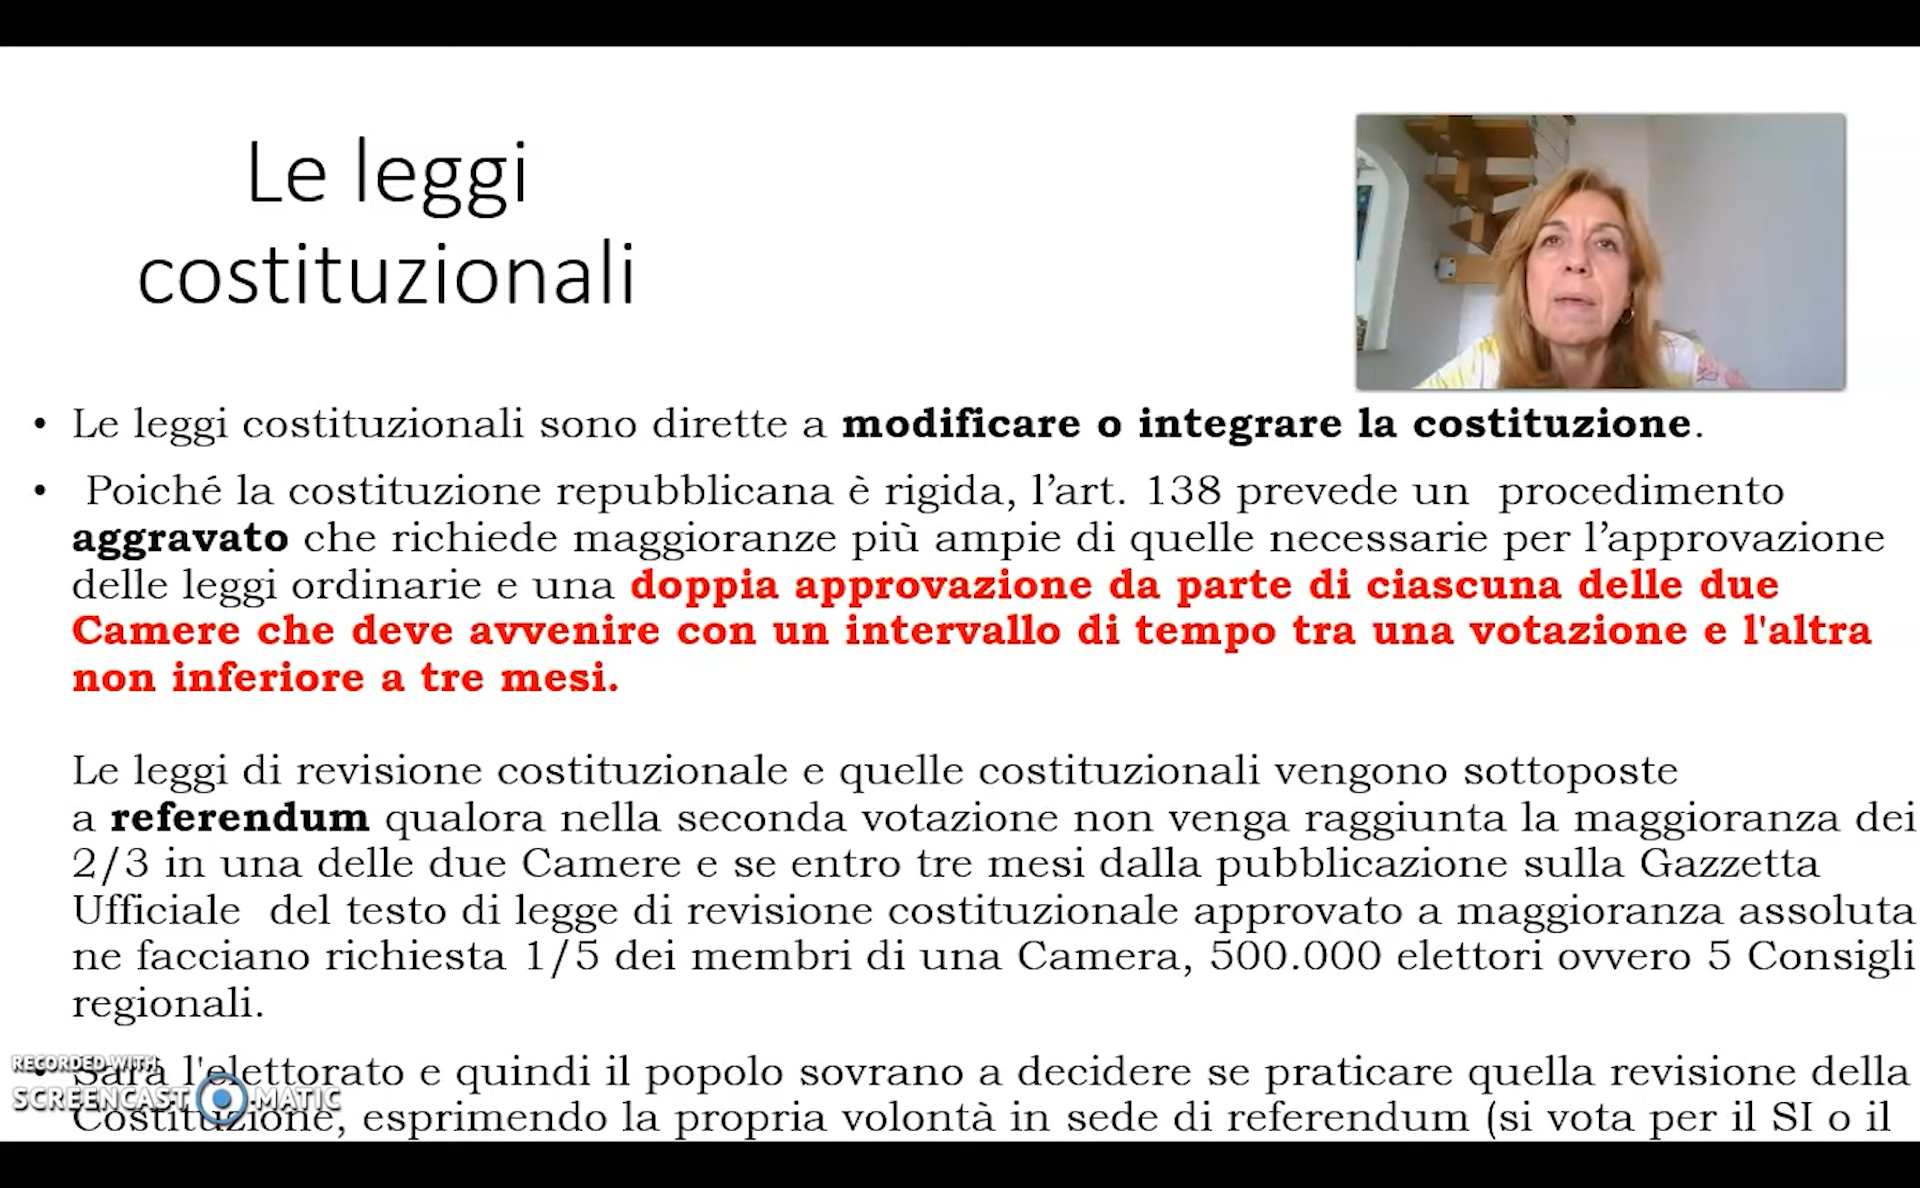 Le leggi
costituzionali
• Le leggi costituzionali sono dirette a modificare o integrare la costituzione.
• Poiché la costituzione repubblicana è rigida, l’art. 138 prevede un procedimento
aggravato che richiede maggioranze più ampie di quelle necessarie per l’approvazione
delle leggi ordinarie e una doppia approvazione da parte di ciascuna delle due
Camere che deve avvenire con un intervallo di tempo tra una votazione e l'altra
non inferiore a tre mesi.
Le leggi di revisione costituzionale e quelle costituzionali vengono sottoposte
a referendum qualora nella seconda votazione non venga raggiunta la maggioranza dei
2/3 in una delle due Camere e se entro tre mesi dalla pubblicazione sulla Gazzetta
Ufficiale del testo di legge di revisione costituzionale approvato a maggioranza assoluta
ne facciano richiesta 1/5 dei membri di una Camera, 500.000 elettori ovvero 5 Consigli
regionali.
• Sarà l'elettorato e quindi il popolo sovrano a decidere se praticare quella revisione della
Costituzione, esprimendo la propria volontà in sede di referendum (si vota per il SI o il
RECORDED WITH
SCREENCAST MATIC